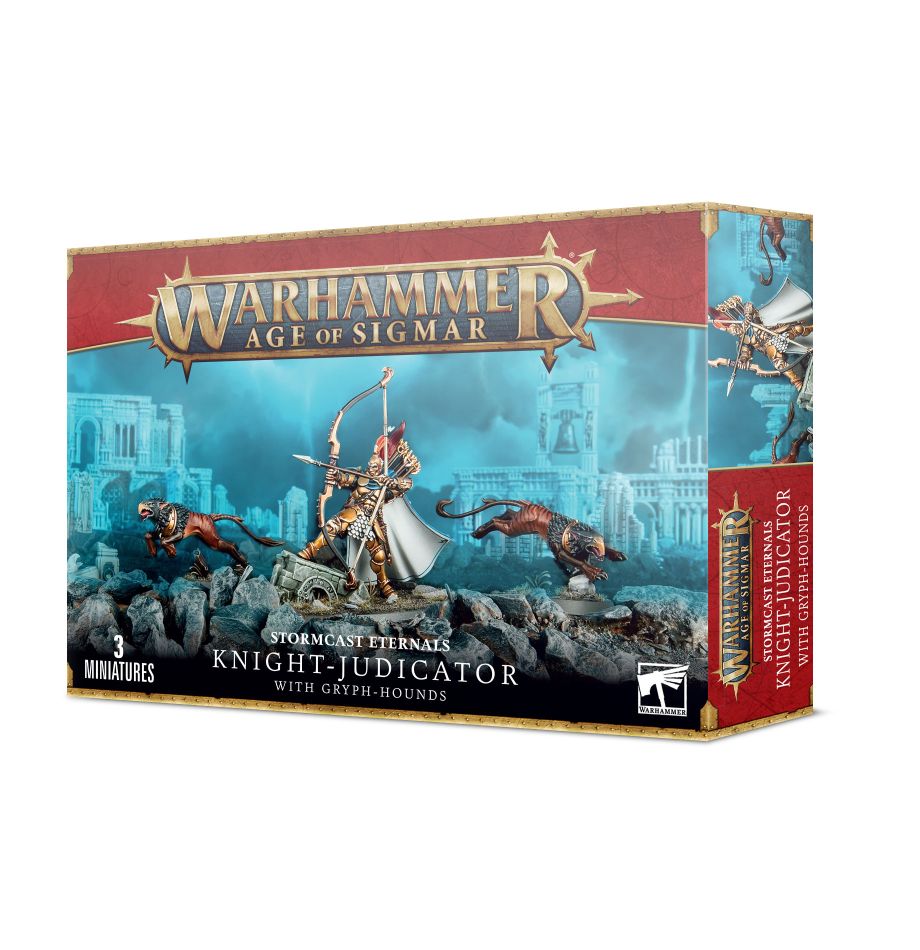 WARHAMMER
AGE OF SIGMAR
®
STORMCAST ETERNALS
KNIGHT-JUDICATOR
WITH GRYPH-HOUNDS
3
MINIATURES
WARHAMMER
WARHAMMER
AGE OF SIGMAR
STORMCAST ETERNALS
KNIGHT-JUDICATOR
WITH GRYPH-HOUNDS